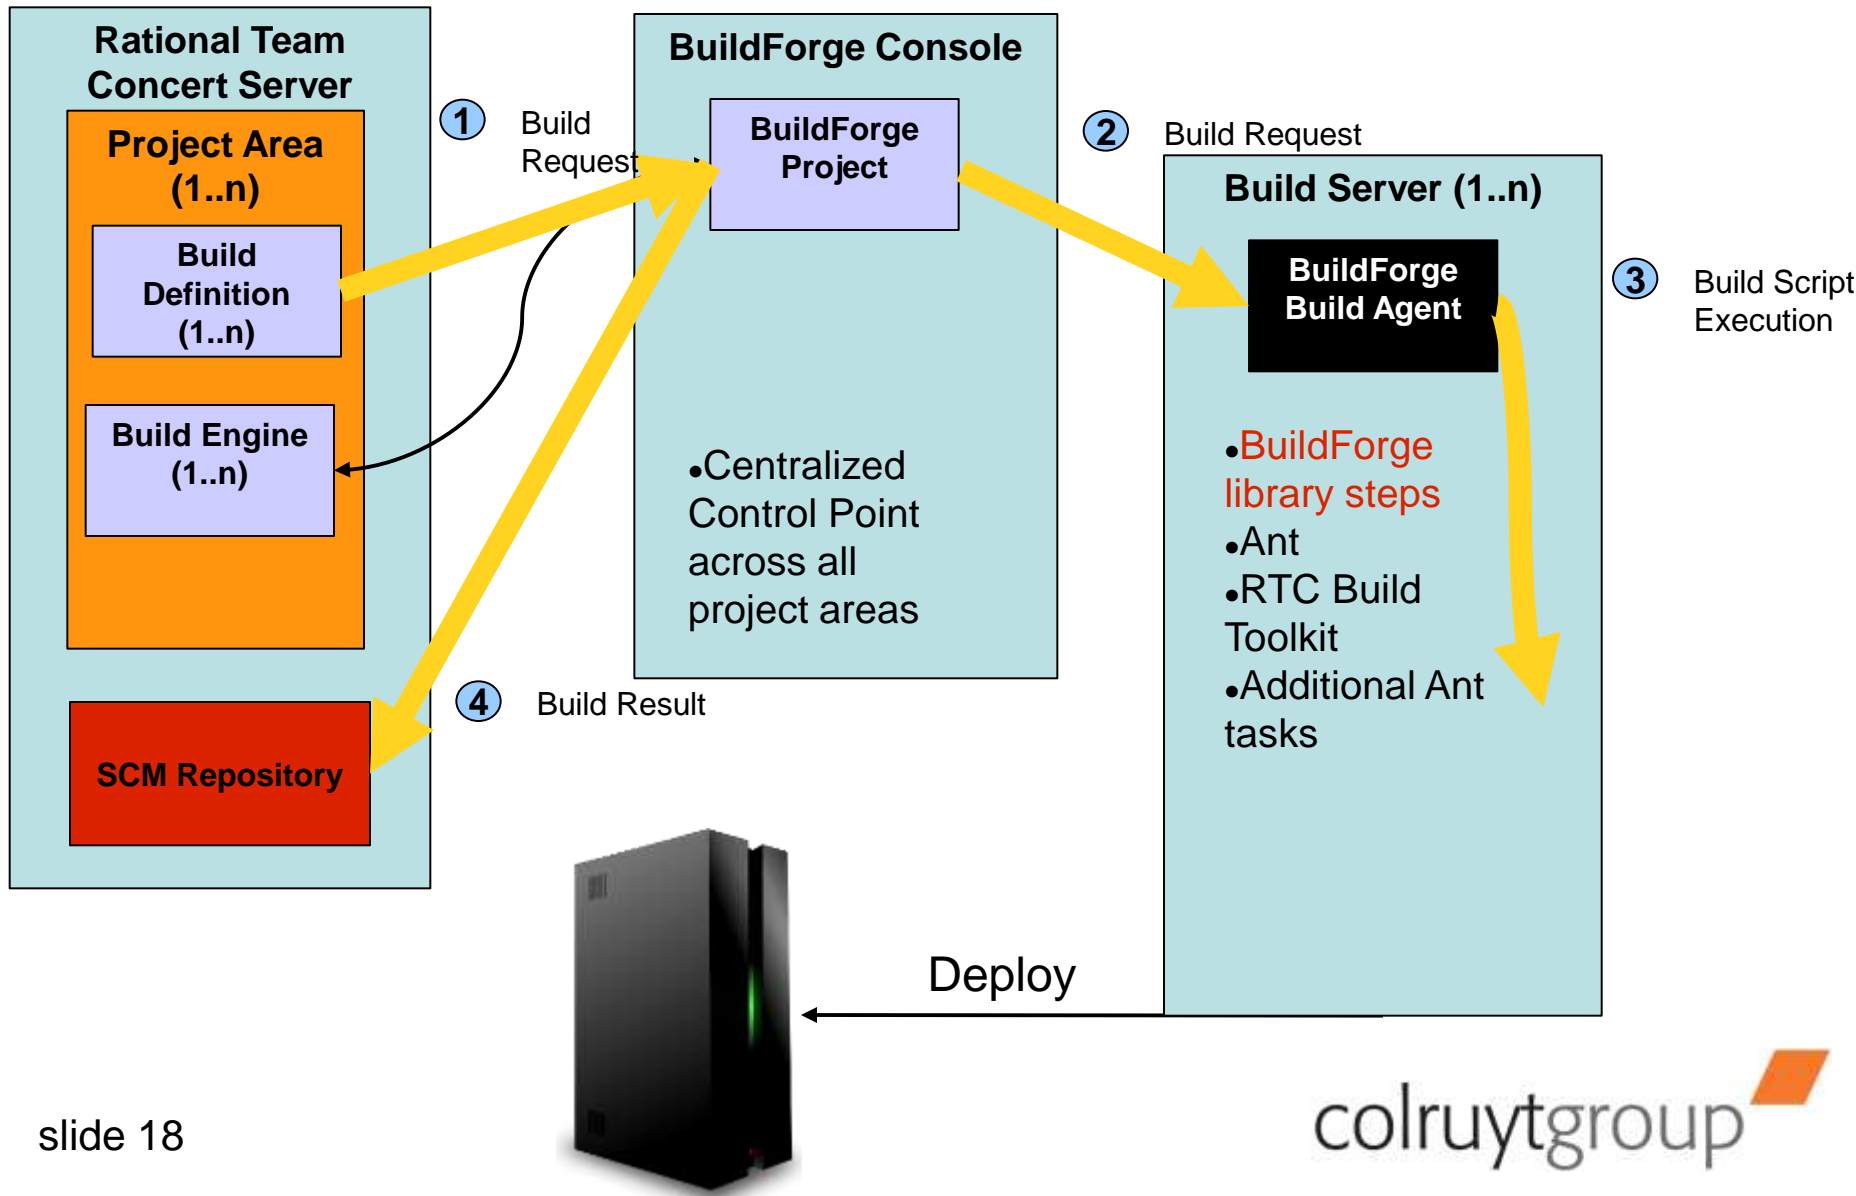 Rational Team
Concert Server
Project Area
(1..n)
Build
Definition
(1..n)
Build Engine
(1..n)
SCM Repository
1
Build
Request
BuildForge Console
BuildForge
Project
●Centralized
Control Point
across all
project areas
2
Build Request
Build Server (1..n)
BuildForge
Build Agent
●BuildForge
library steps
●Ant
●RTC Build
Toolkit
●Additional Ant
tasks
3
Build Script
Execution
4
Build Result
Deploy
slide 18
colruytgroup